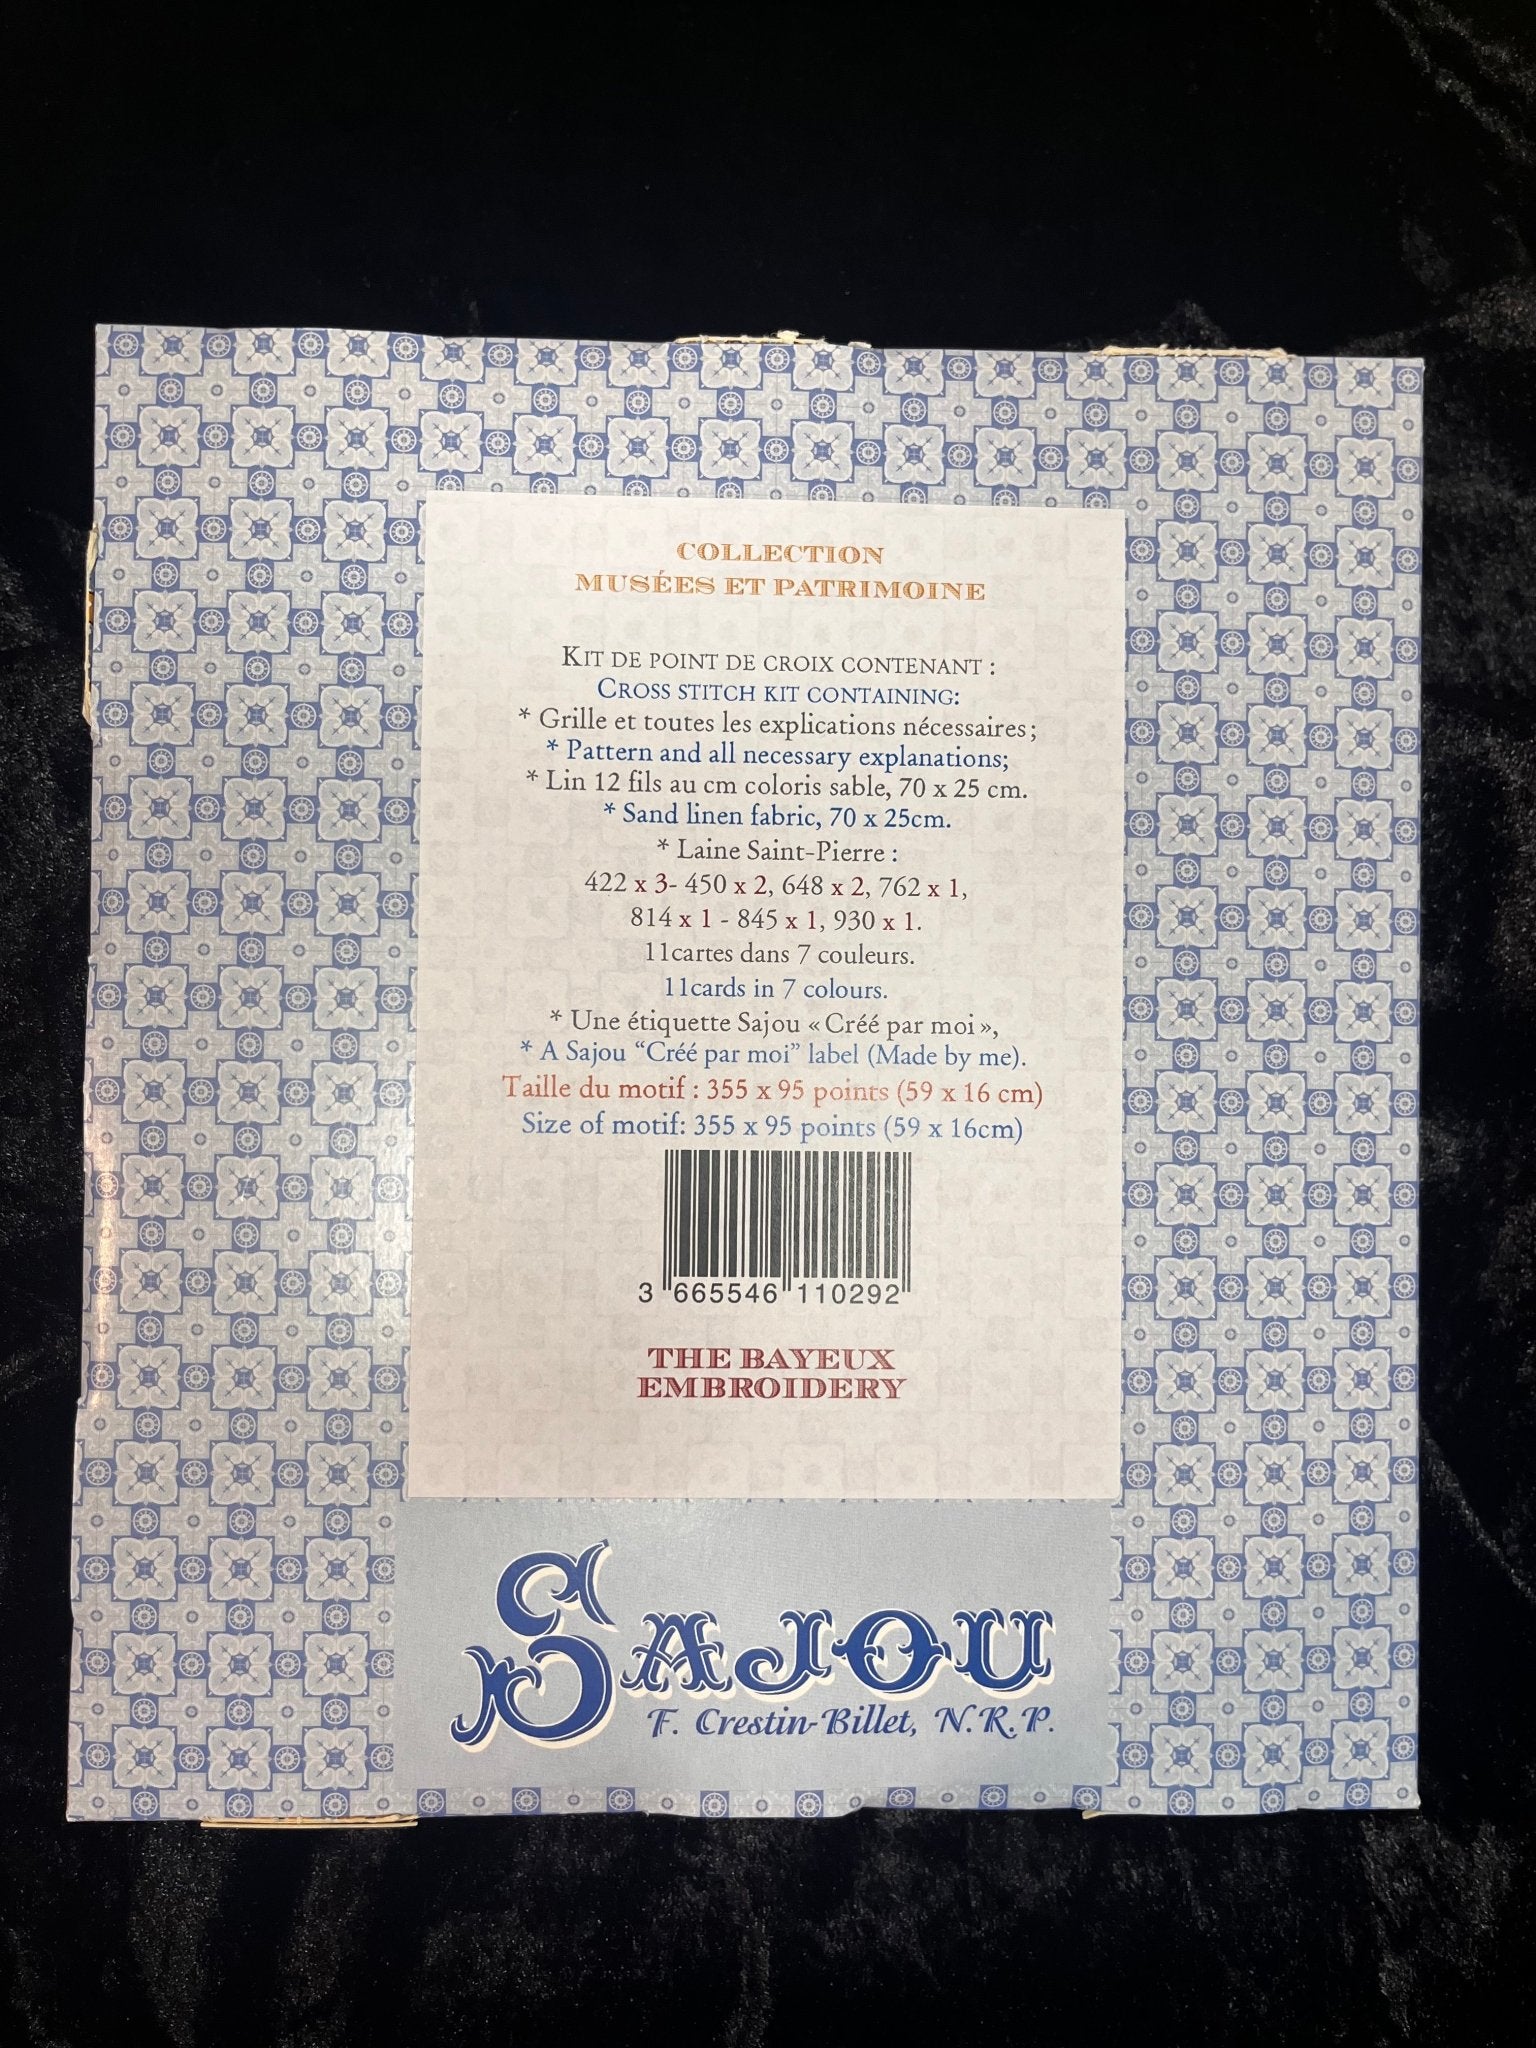 COLLECTION
MUSÉES ET PATRIMOINE
KIT DE POINT DE CROIX CONTENANT :
CROSS STITCH KIT CONTAINING:
* Grille et toutes les explications nécessaires;
* Pattern and all necessary explanations;
* Lin 12 fils au cm coloris sable, 70 x 25 cm.
* Sand linen fabric, 70 x 25cm.
* Laine Saint-Pierre :
422 x 3- 450 x 2, 648 x 2, 762 x 1,
814 x 1 - 845 x 1, 930 x 1.
11cartes dans 7 couleurs.
11cards in 7 colours.
* Une étiquette Sajou « Créé par moi »,
* A Sajou “Créé par moi” label (Made by me).
Taille du motif : 355 x 95 points (59 x 16 cm)
Size of motif: 355 x 95 points (59 x 16cm)
3 665546 110292
THE BAYEUX
EMBROIDERY
SAJOU
F. Crestin-Billet, N.R.P.